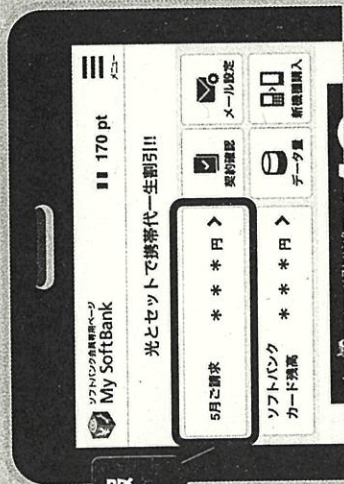 ソフトバンク会員専用ページ
My SoftBank
170 pt
メニュー
光とセットで携帯代一生割引!!
5月ご請求 ***円 >
契約確認
メール設定
ソフトバンク
カード残高 ***円 >
データ量
新機種購入